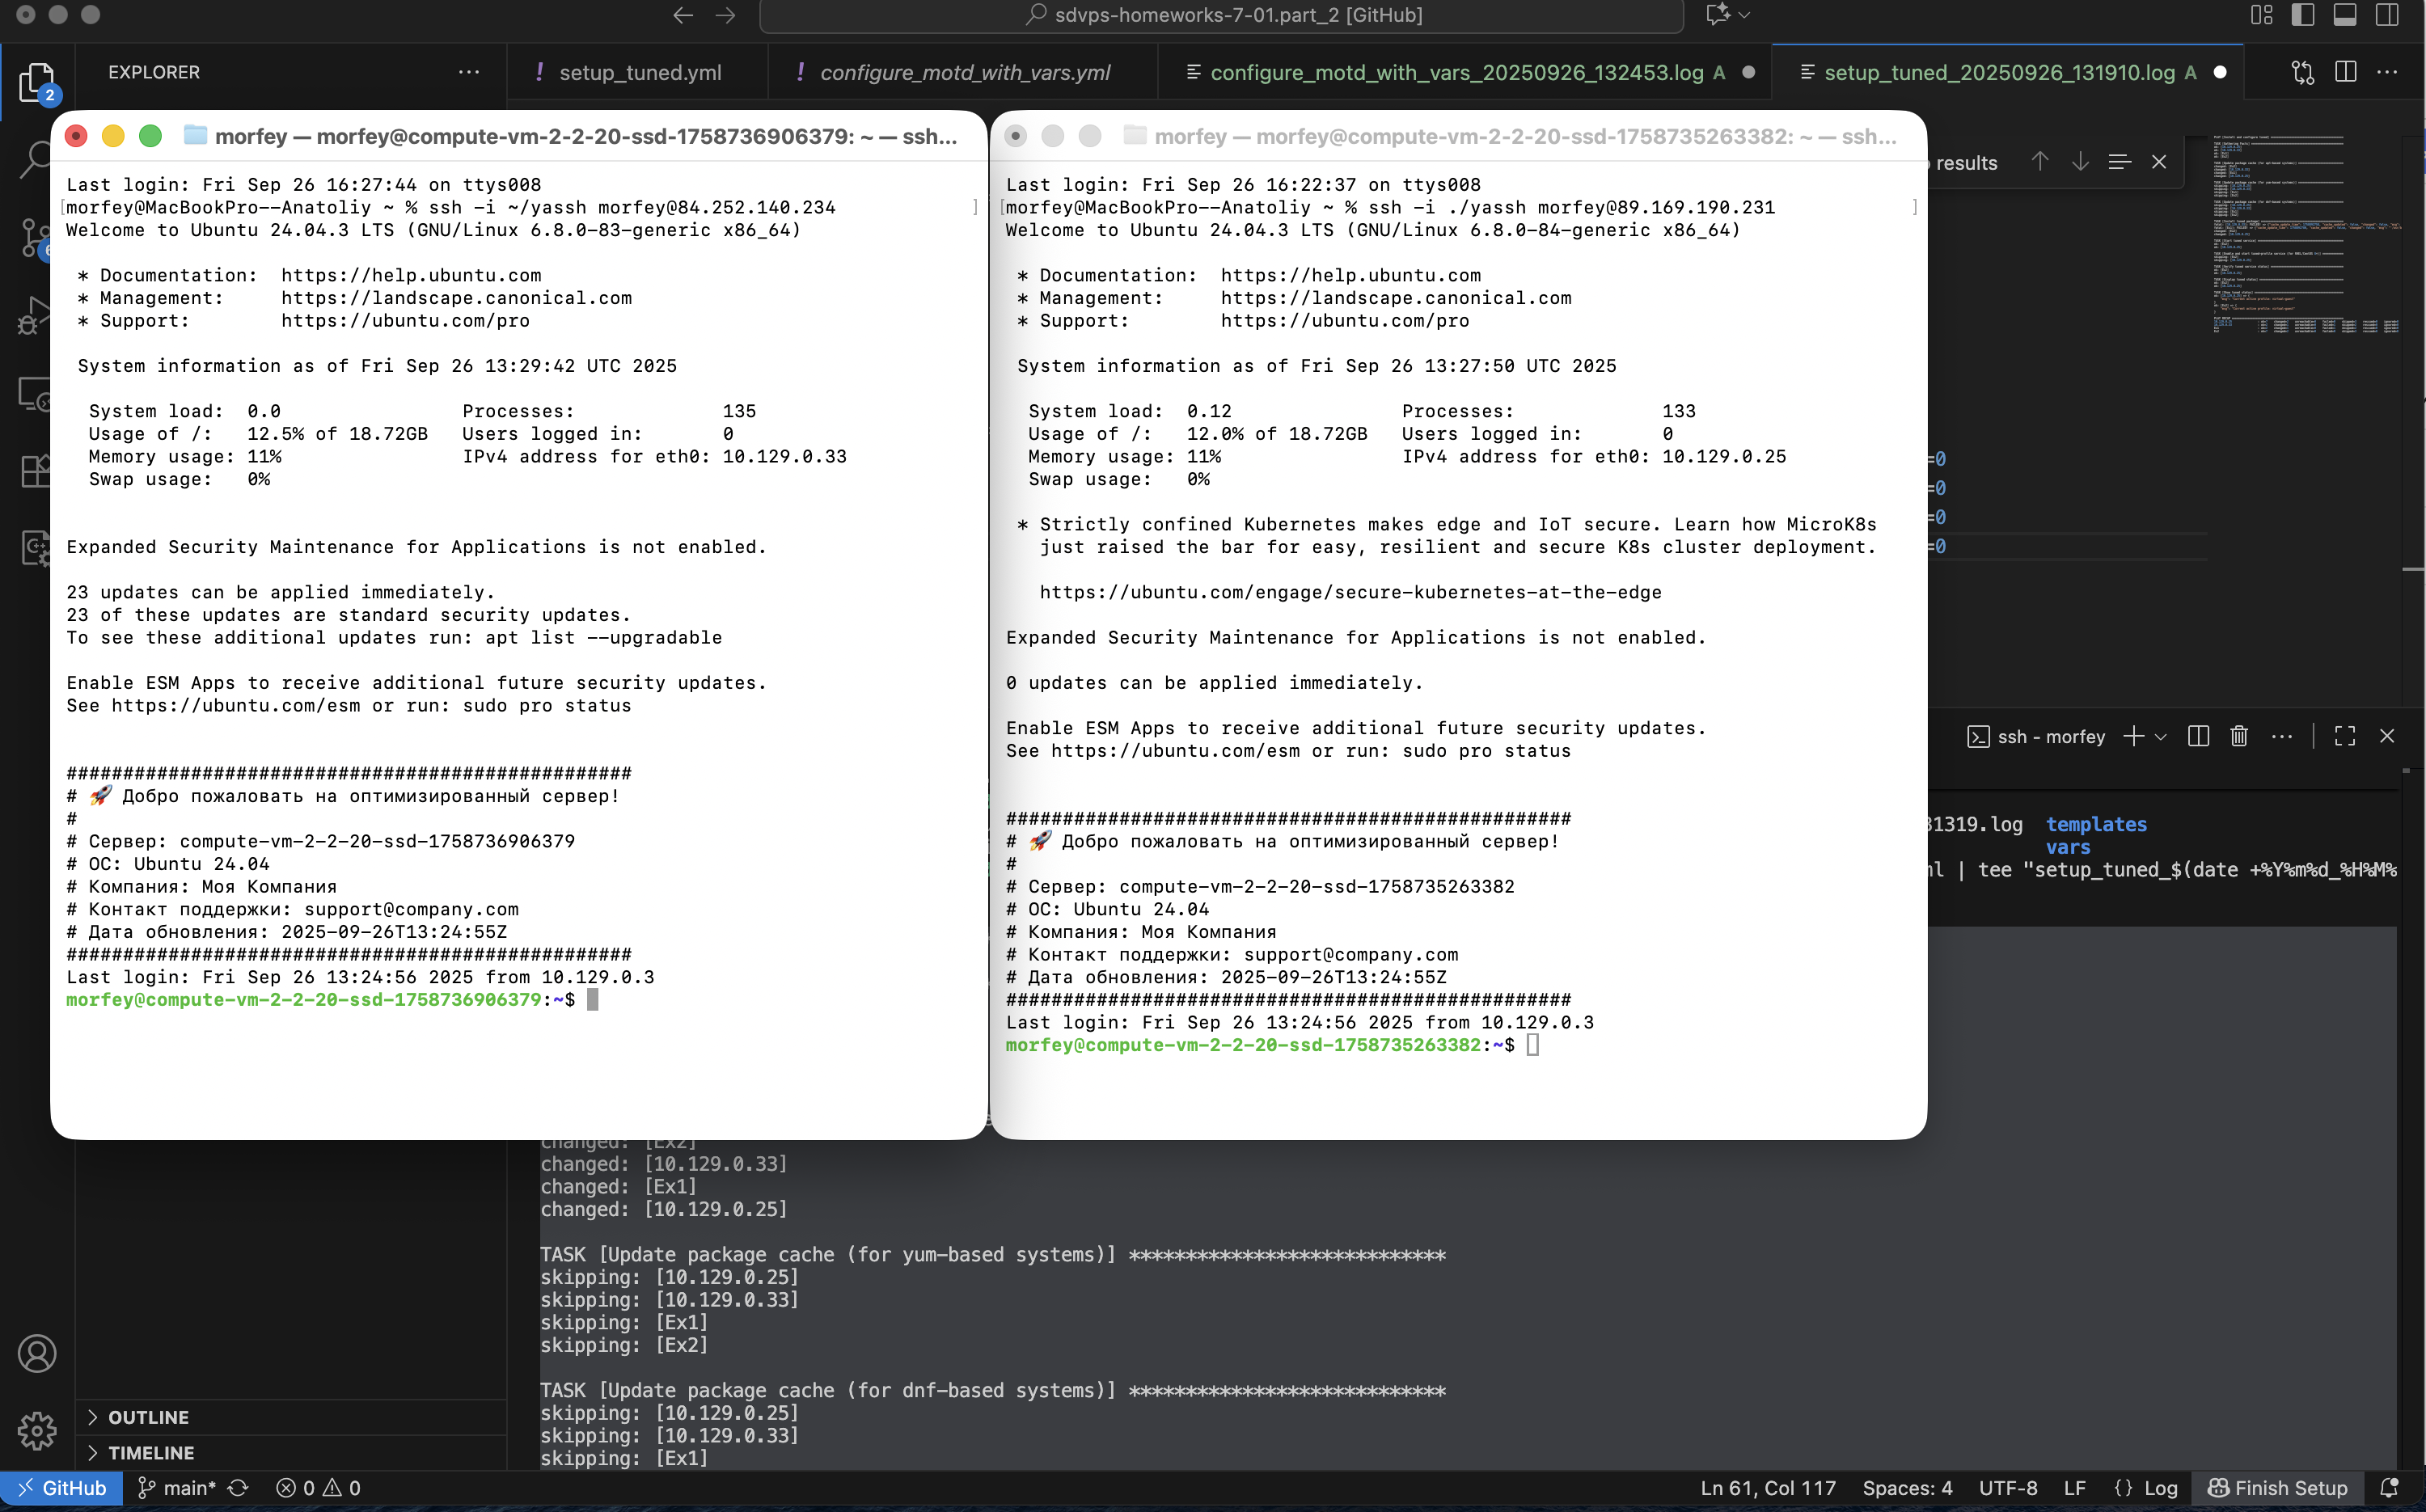 sdvps-homeworks-7-01.part_2 [GitHub]
EXPLORER
! setup_tuned.yml
! configure_motd_with_vars.yml
configure_motd_with_vars_20250926_132453.log A
setup_tuned_20250926_131910.log A
2
morfey — morfey@compute-vm-2-2-20-ssd-1758736906379: ~ — ssh...
Last login: Fri Sep 26 16:27:44 on ttys008
[morfey@MacBookPro--Anatoliy ~ % ssh -i ~/yassh morfey@84.252.140.234 ]
Welcome to Ubuntu 24.04.3 LTS (GNU/Linux 6.8.0-83-generic x86_64)
* Documentation: https://help.ubuntu.com
* Management: https://landscape.canonical.com
* Support: https://ubuntu.com/pro
System information as of Fri Sep 26 13:29:42 UTC 2025
System load: 0.0 Processes: 135
Usage of /: 12.5% of 18.72GB Users logged in: 0
Memory usage: 11% IPv4 address for eth0: 10.129.0.33
Swap usage: 0%
Expanded Security Maintenance for Applications is not enabled.
23 updates can be applied immediately.
23 of these updates are standard security updates.
To see these additional updates run: apt list --upgradable
Enable ESM Apps to receive additional future security updates.
See https://ubuntu.com/esm or run: sudo pro status
##################################################
# 🚀 Добро пожаловать на оптимизированный сервер!
#
# Сервер: compute-vm-2-2-20-ssd-1758736906379
# ОС: Ubuntu 24.04
# Компания: Моя Компания
# Контакт поддержки: support@company.com
# Дата обновления: 2025-09-26T13:24:55Z
##################################################
Last login: Fri Sep 26 13:24:56 2025 from 10.129.0.3
morfey@compute-vm-2-2-20-ssd-1758736906379:~$
morfey — morfey@compute-vm-2-2-20-ssd-1758735263382: ~ — ssh...
Last login: Fri Sep 26 16:22:37 on ttys008
[morfey@MacBookPro--Anatoliy ~ % ssh -i ./yassh morfey@89.169.190.231 ]
Welcome to Ubuntu 24.04.3 LTS (GNU/Linux 6.8.0-84-generic x86_64)
* Documentation: https://help.ubuntu.com
* Management: https://landscape.canonical.com
* Support: https://ubuntu.com/pro
System information as of Fri Sep 26 13:27:50 UTC 2025
System load: 0.12 Processes: 133
Usage of /: 12.0% of 18.72GB Users logged in: 0
Memory usage: 11% IPv4 address for eth0: 10.129.0.25
Swap usage: 0%
* Strictly confined Kubernetes makes edge and IoT secure. Learn how MicroK8s
just raised the bar for easy, resilient and secure K8s cluster deployment.
https://ubuntu.com/engage/secure-kubernetes-at-the-edge
Expanded Security Maintenance for Applications is not enabled.
0 updates can be applied immediately.
Enable ESM Apps to receive additional future security updates.
See https://ubuntu.com/esm or run: sudo pro status
##################################################
# 🚀 Добро пожаловать на оптимизированный сервер!
#
# Сервер: compute-vm-2-2-20-ssd-1758735263382
# ОС: Ubuntu 24.04
# Компания: Моя Компания
# Контакт поддержки: support@company.com
# Дата обновления: 2025-09-26T13:24:55Z
##################################################
Last login: Fri Sep 26 13:24:56 2025 from 10.129.0.3
morfey@compute-vm-2-2-20-ssd-1758735263382:~$
results
=0
=0
=0
=0
ssh - morfey
31319.log templates
vars
ml | tee "setup_tuned_$(date +%Y%m%d_%H%M%
changed: [Ex2]
changed: [10.129.0.33]
changed: [Ex1]
changed: [10.129.0.25]
TASK [Update package cache (for yum-based systems)] ****************************
skipping: [10.129.0.25]
skipping: [10.129.0.33]
skipping: [Ex1]
skipping: [Ex2]
TASK [Update package cache (for dnf-based systems)] ****************************
skipping: [10.129.0.25]
skipping: [10.129.0.33]
skipping: [Ex1]
OUTLINE
TIMELINE
GitHub main* 0 0
Ln 61, Col 117 Spaces: 4 UTF-8 LF {} Log Finish Setup